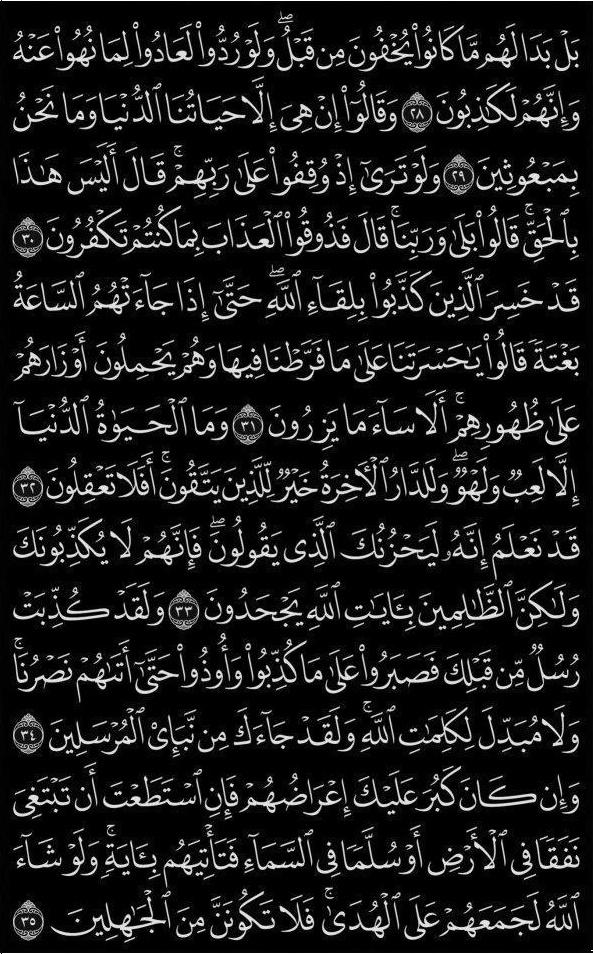 بَلْ بَدَا لَهُم مَّا كَانُوا۟ يُخْفُونَ مِن قَبْلُ ۖ وَلَوْ رُدُّوا۟ لَعَادُوا۟ لِمَا نُهُوا۟ عَنْهُ
وَإِنَّهُمْ لَكَـٰذِبُونَ ٢٨ وَقَالُوٓا۟ إِنْ هِىَ إِلَّا حَيَاتُنَا ٱلدُّنْيَا وَمَا نَحْنُ
بِمَبْعُوثِينَ ٢٩ وَلَوْ تَرَىٰٓ إِذْ وُقِفُوا۟ عَلَىٰ رَبِّهِمْ ۚ قَالَ أَلَيْسَ هَـٰذَا
بِٱلْحَقِّ ۚ قَالُوا۟ بَلَىٰ وَرَبِّنَا ۚ قَالَ فَذُوقُوا۟ ٱلْعَذَابَ بِمَا كُنتُمْ تَكْفُرُونَ ٣٠
قَدْ خَسِرَ ٱلَّذِينَ كَذَّبُوا۟ بِلِقَآءِ ٱللَّهِ ۖ حَتَّىٰٓ إِذَا جَآءَتْهُمُ ٱلسَّاعَةُ
بَغْتَةً قَالُوا۟ يَـٰحَسْرَتَنَا عَلَىٰ مَا فَرَّطْنَا فِيهَا وَهُمْ يَحْمِلُونَ أَوْزَارَهُمْ
عَلَىٰ ظُهُورِهِمْ ۚ أَلَا سَآءَ مَا يَزِرُونَ ٣١ وَمَا ٱلْحَيَوٰةُ ٱلدُّنْيَآ
إِلَّا لَعِبٌ وَلَهْوٌ ۖ وَلَلدَّارُ ٱلْـَٔاخِرَةُ خَيْرٌ لِّلَّذِينَ يَتَّقُونَ ۗ أَفَلَا تَعْقِلُونَ ٣٢
قَدْ نَعْلَمُ إِنَّهُۥ لَيَحْزُنُكَ ٱلَّذِى يَقُولُونَ ۖ فَإِنَّهُمْ لَا يُكَذِّبُونَكَ
وَلَـٰكِنَّ ٱلظَّـٰلِمِينَ بِـَٔايَـٰتِ ٱللَّهِ يَجْحَدُونَ ٣٣ وَلَقَدْ كُذِّبَتْ
رُسُلٌ مِّن قَبْلِكَ فَصَبَرُوا۟ عَلَىٰ مَا كُذِّبُوا۟ وَأُوذُوا۟ حَتَّىٰٓ أَتَىٰهُمْ نَصْرُنَا ۚ
وَلَا مُبَدِّلَ لِكَلِمَـٰتِ ٱللَّهِ ۚ وَلَقَدْ جَآءَكَ مِن نَّبَإِى۟ ٱلْمُرْسَلِينَ ٣٤
وَإِن كَانَ كَبُرَ عَلَيْكَ إِعْرَاضُهُمْ فَإِنِ ٱسْتَطَعْتَ أَن تَبْتَغِىَ
نَفَقًا فِى ٱلْأَرْضِ أَوْ سُلَّمًا فِى ٱلسَّمَآءِ فَتَأْتِيَهُم بِـَٔايَةٍ ۚ وَلَوْ شَآءَ
ٱللَّهُ لَجَمَعَهُمْ عَلَى ٱلْهُدَىٰ ۚ فَلَا تَكُونَنَّ مِنَ ٱلْجَـٰهِلِينَ ٣٥